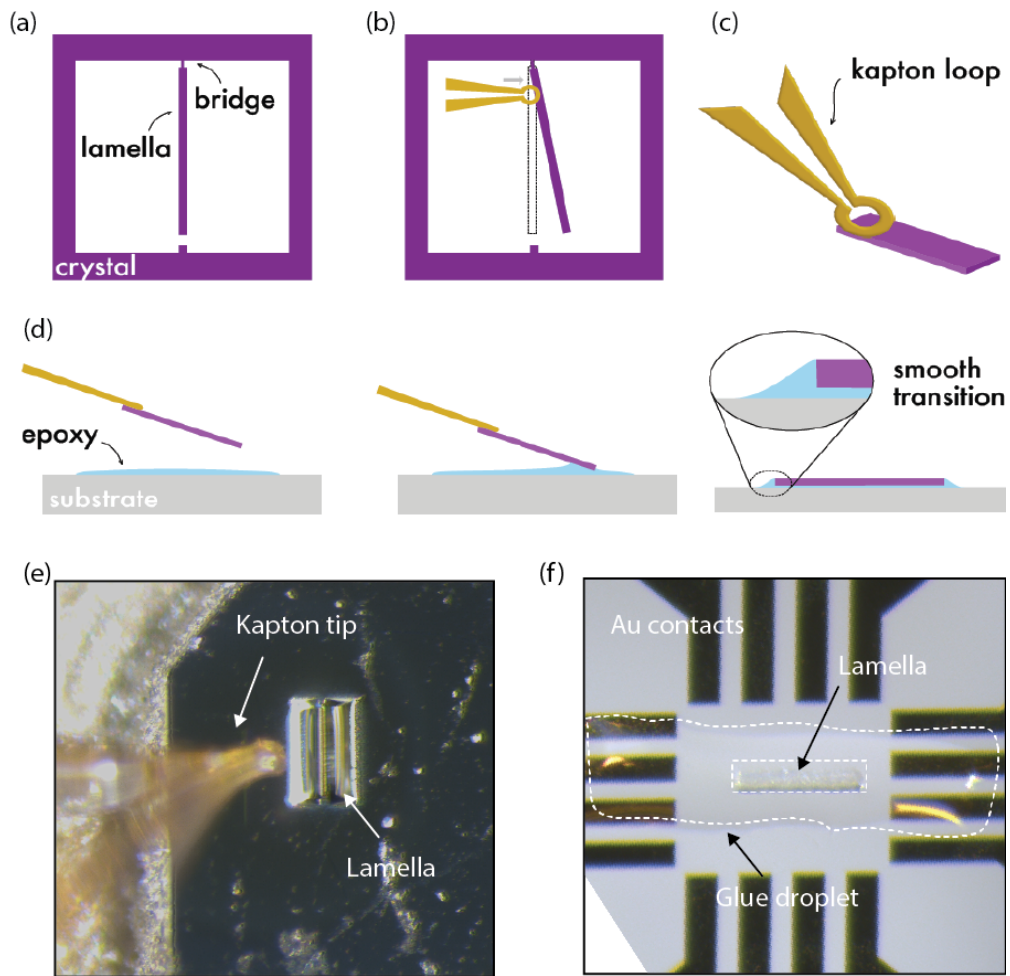 (a)
bridge
lamella
crystal
(b)
(c)
kapton loop
(d)
epoxy
substrate
smooth
transition
(e)
Kapton tip
Lamella
(f)
Au contacts
Lamella
Glue droplet